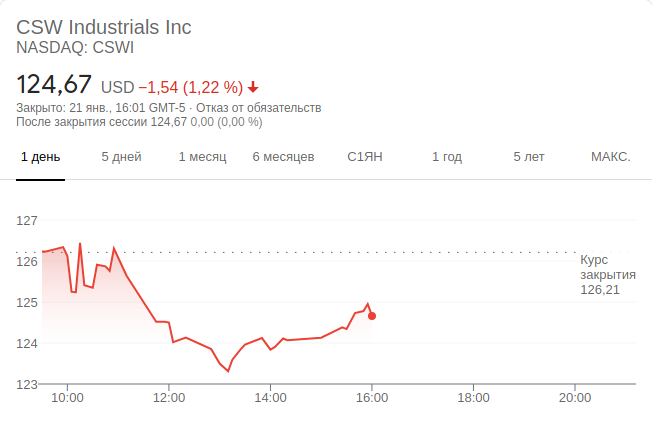 CSW Industrials Inc
NASDAQ: CSWI
124,67 USD −1,54 (1,22 %)
Закрыто: 21 янв., 16:01 GMT-5 · Отказ от обязательств
После закрытия сессии 124,67 0,00 (0,00 %)
1 день 5 дней 1 месяц 6 месяцев С1ЯН 1 год 5 лет МАКС.
127
126
125
124
123
Курс
закрытия
126,21
10:00 12:00 14:00 16:00 18:00 20:00